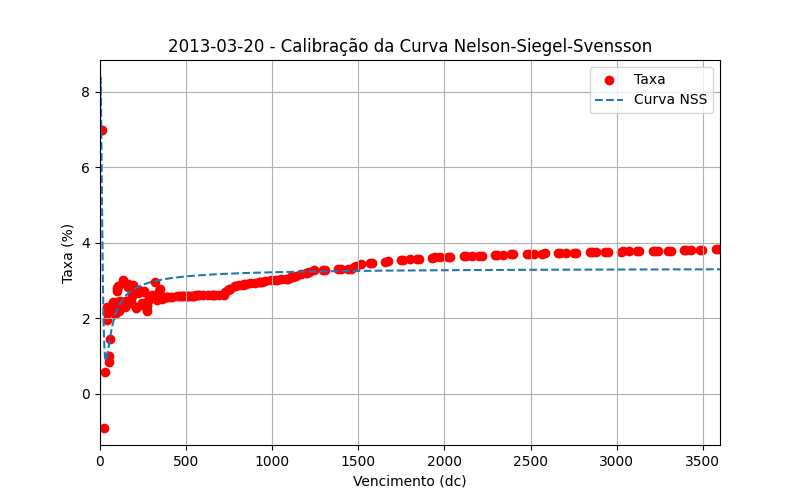 2013-03-20 - Calibração da Curva Nelson-Siegel-Svensson
Taxa
Curva NSS
Taxa (%)
8
6
4
2
0
0 500 1000 1500 2000 2500 3000 3500
Vencimento (dc)